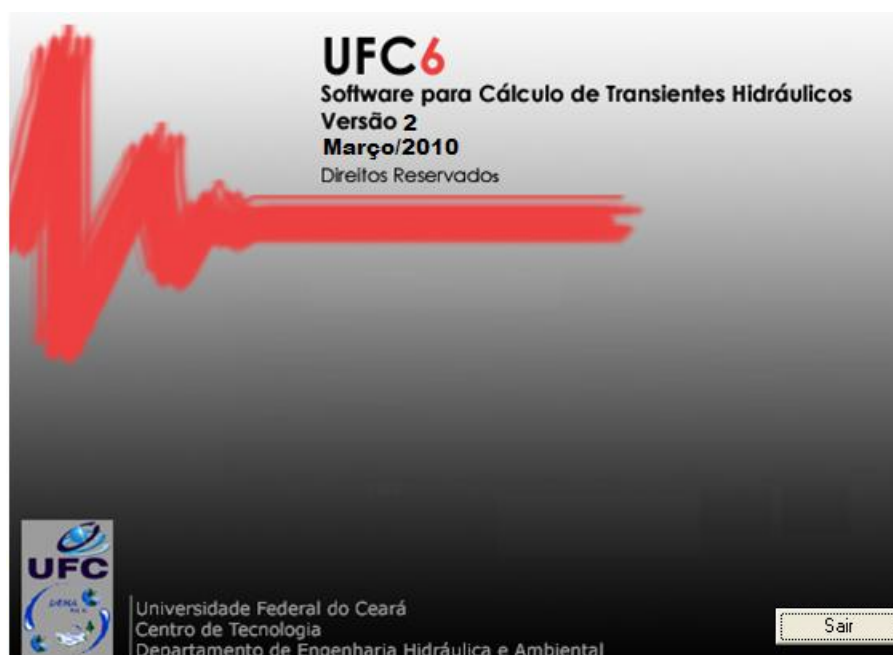 UFC6
Software para Cálculo de Transientes Hidráulicos
Versão 2
Março/2010
Direitos Reservados
UFC
DEHA
Universidade Federal do Ceará
Centro de Tecnologia
Departamento de Engenharia Hidráulica e Ambiental
Sair